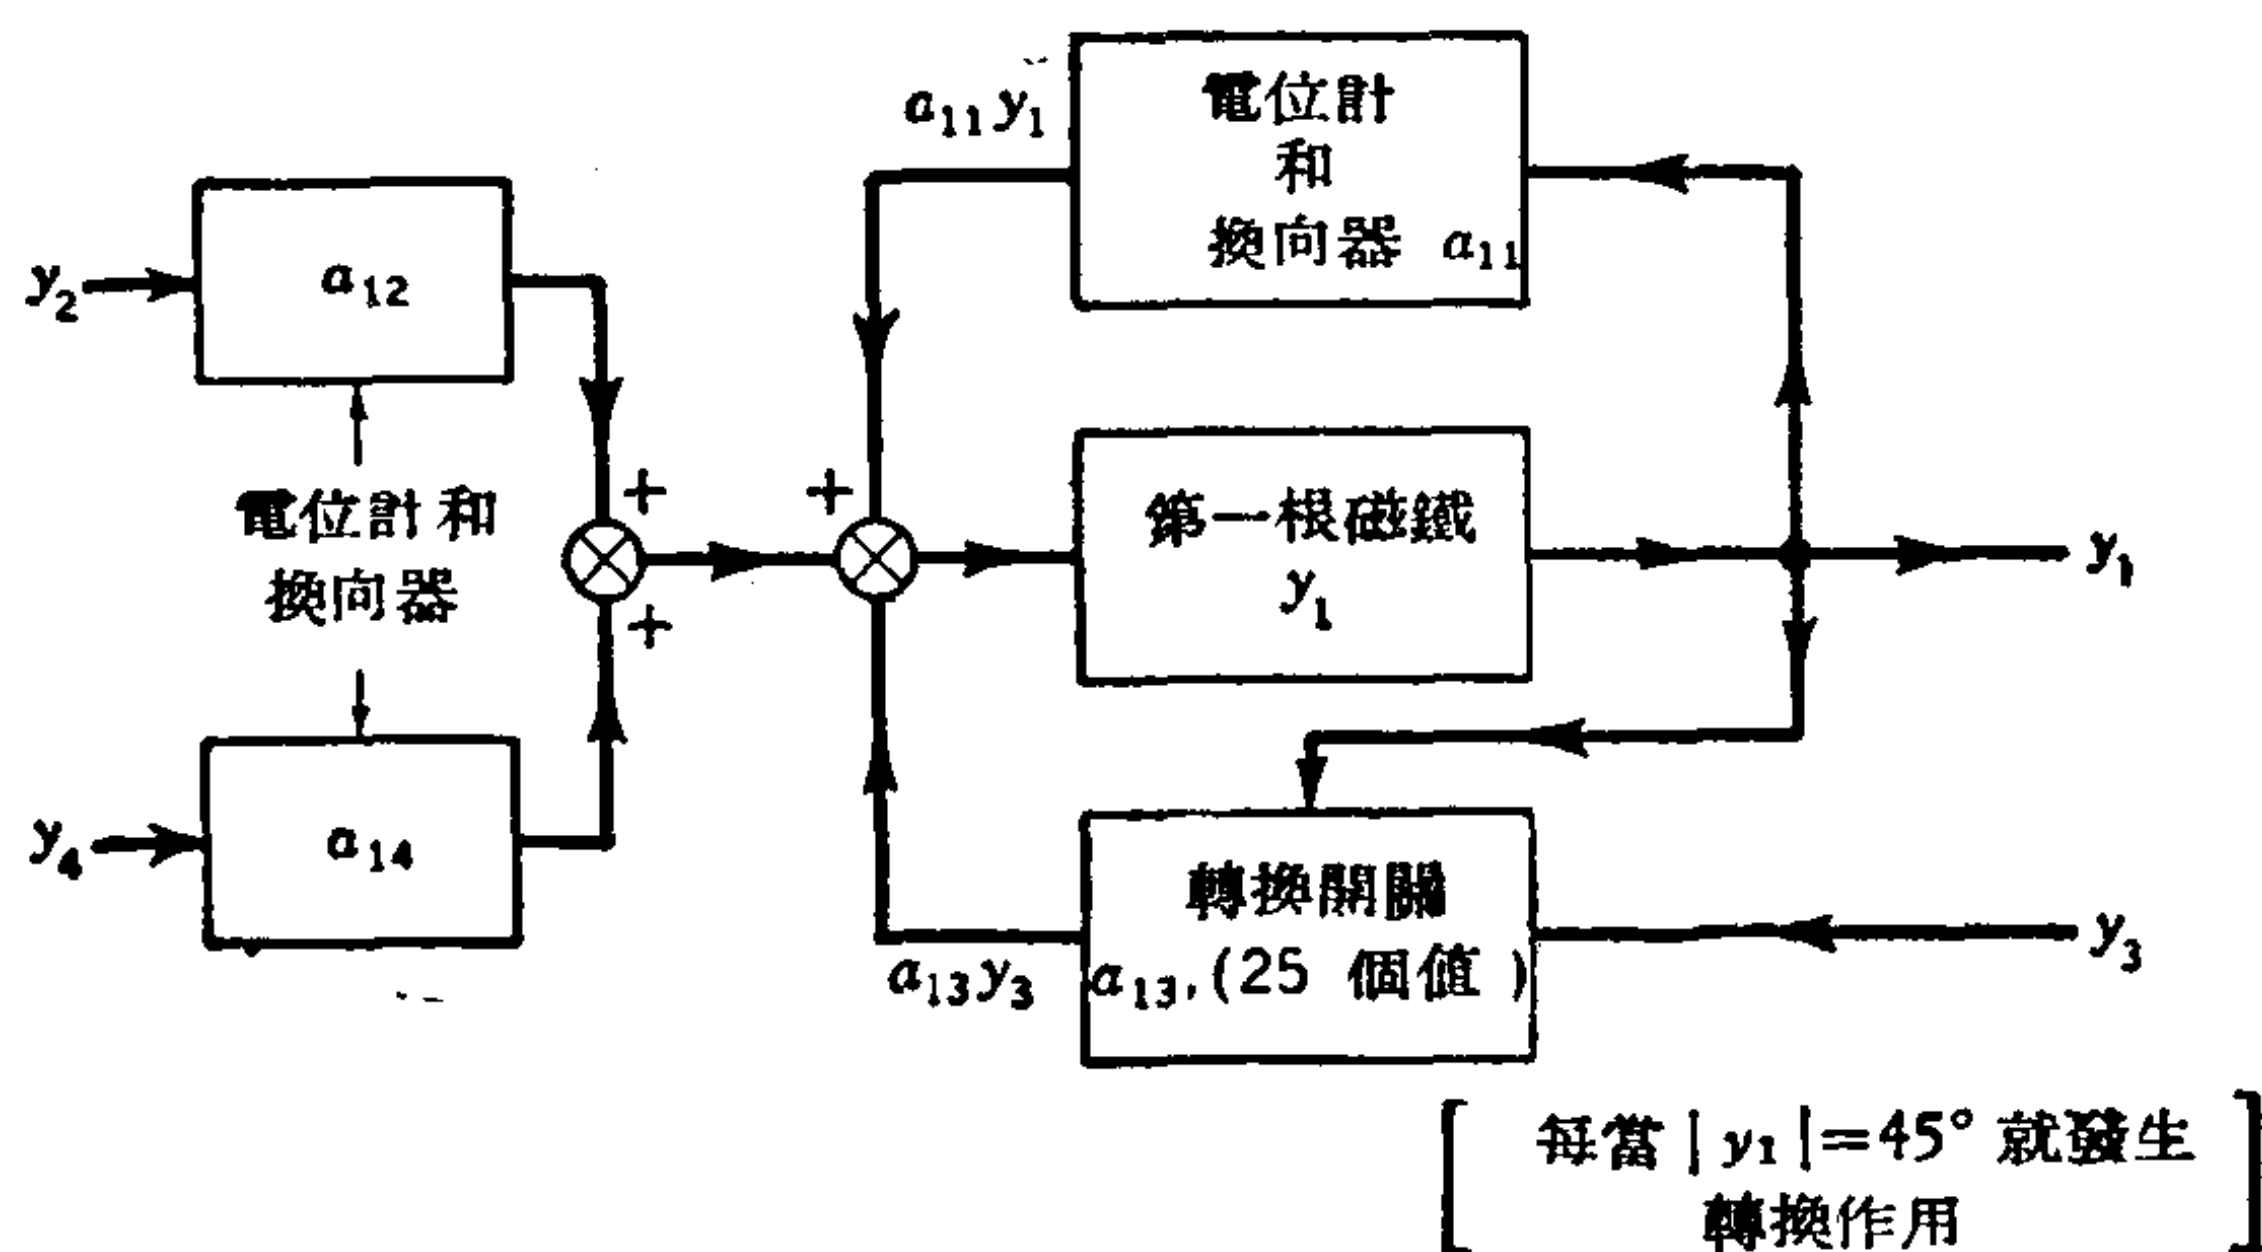 a₁₁y₁
電位計
和
換向器 a₁₁
y₂
a₁₂
電位計和
換向器
+
+
+
第一根磁鐵
y₁
y₁
y₄
a₁₄
轉換開關
a₁₃,(25 個值)
a₁₃y₃
y₃
每當|y₁|=45° 就發生
轉換作用